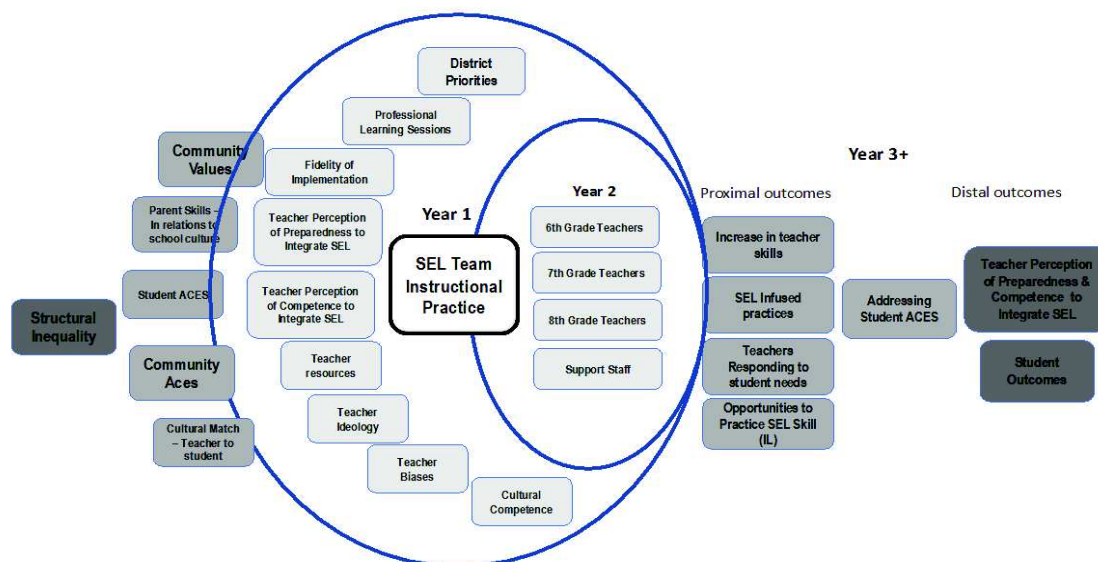 District
Priorities
Professional
Learning Sessions
Community
Values
Fidelity of
Implementation
Parent Skills –
In relations to
school culture
Teacher Perception
of Preparedness to
Integrate SEL
Student ACES
Teacher Perception
of Competence to
Integrate SEL
Structural
Inequality
Community
Aces
Teacher
resources
Cultural Match
– Teacher to
student
Teacher
Ideology
Teacher
Biases
Cultural
Competence
Year 1
SEL Team
Instructional
Practice
Year 2
6th Grade Teachers
7th Grade Teachers
8th Grade Teachers
Support Staff
Year 3+
Proximal outcomes
Increase in teacher
skills
SEL Infused
practices
Teachers
Responding to
student needs
Opportunities to
Practice SEL Skill
(IL)
Addressing
Student ACES
Distal outcomes
Teacher Perception
of Preparedness &
Competence to
Integrate SEL
Student
Outcomes